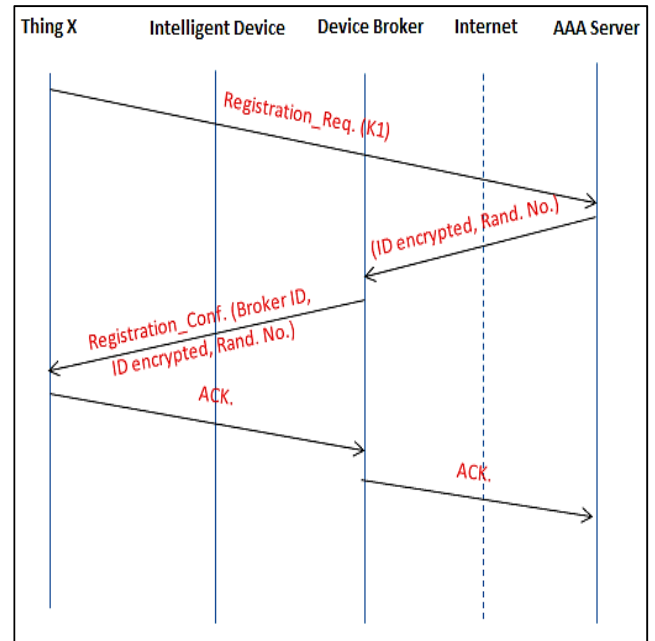 Thing X Intelligent Device Device Broker Internet AAA Server
Registration_Req. (K1)
(ID encrypted, Rand. No.)
Registration_Conf. (Broker ID,
ID encrypted, Rand. No.)
ACK.
ACK.